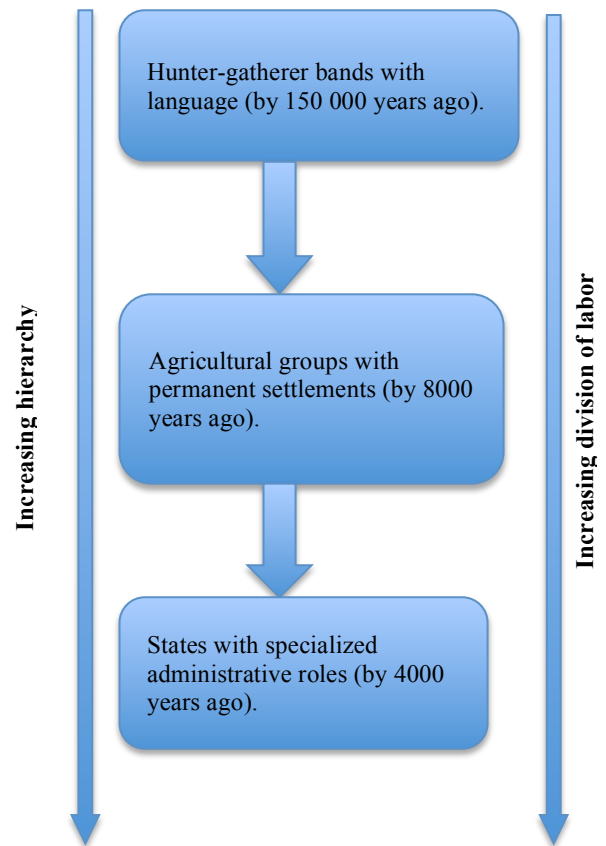 Hunter-gatherer bands with
language (by 150 000 years ago).
Increasing hierarchy
Agricultural groups with
permanent settlements (by 8000
years ago).
Increasing division of labor
States with specialized
administrative roles (by 4000
years ago).